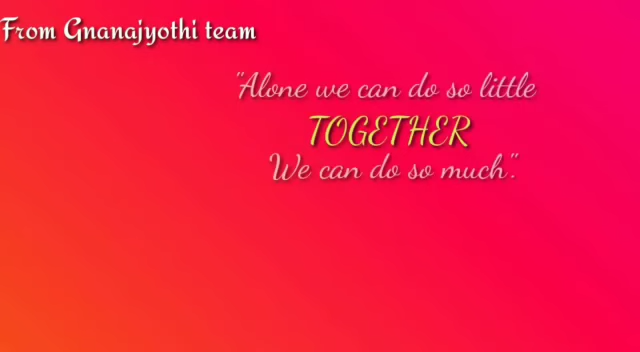 From Gnanajyothi team
"Alone we can do so little
TOGETHER
We can do so much".